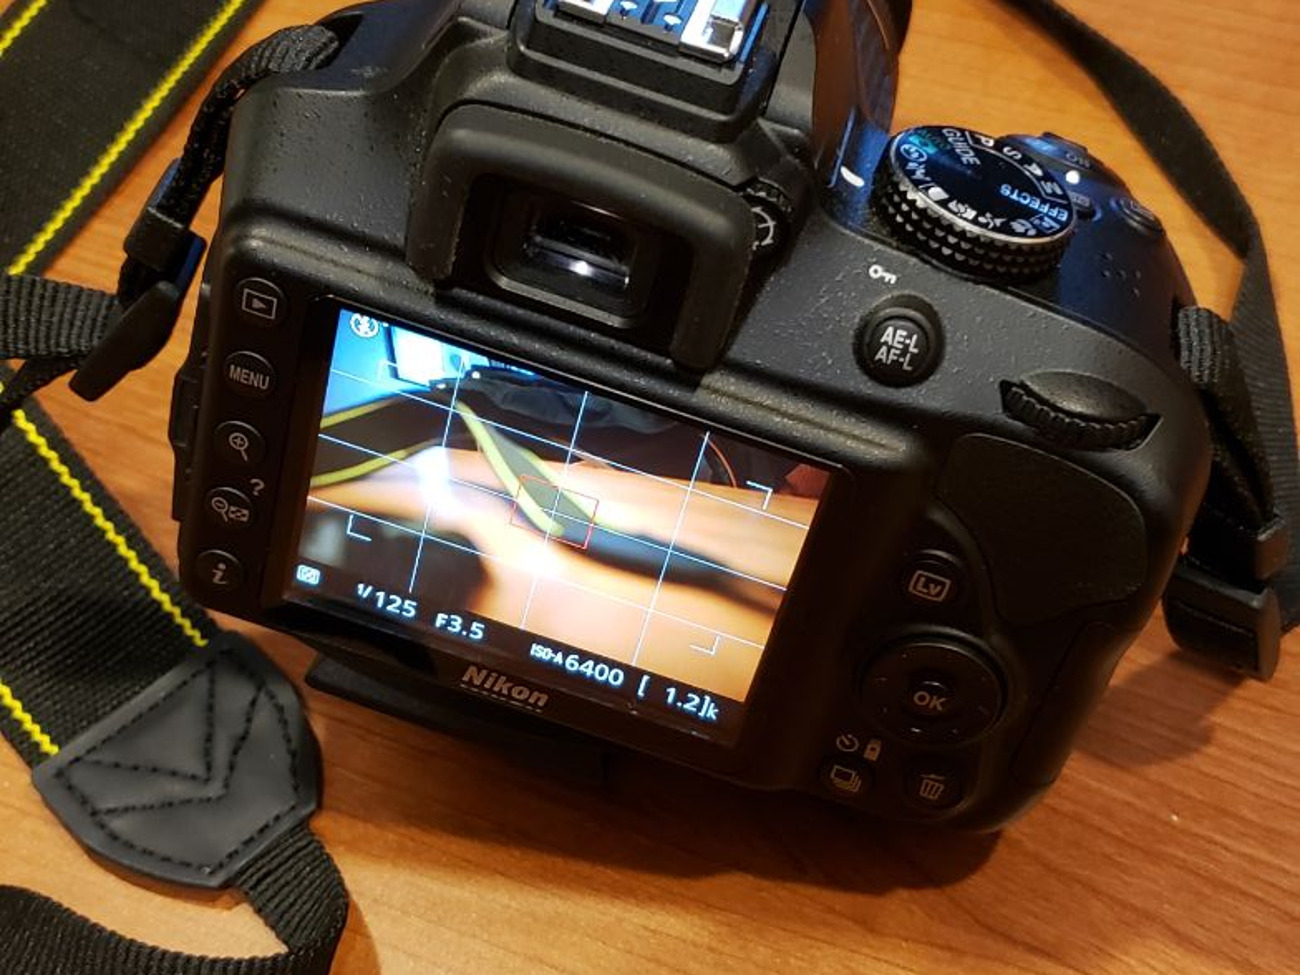 GUIDE
P
S
A
M
EFFECTS
AE-L
AF-L
MENU
?
i
Lv
1/125 F3.5 ISO-A 6400 [ 1.2]k
Nikon
OK